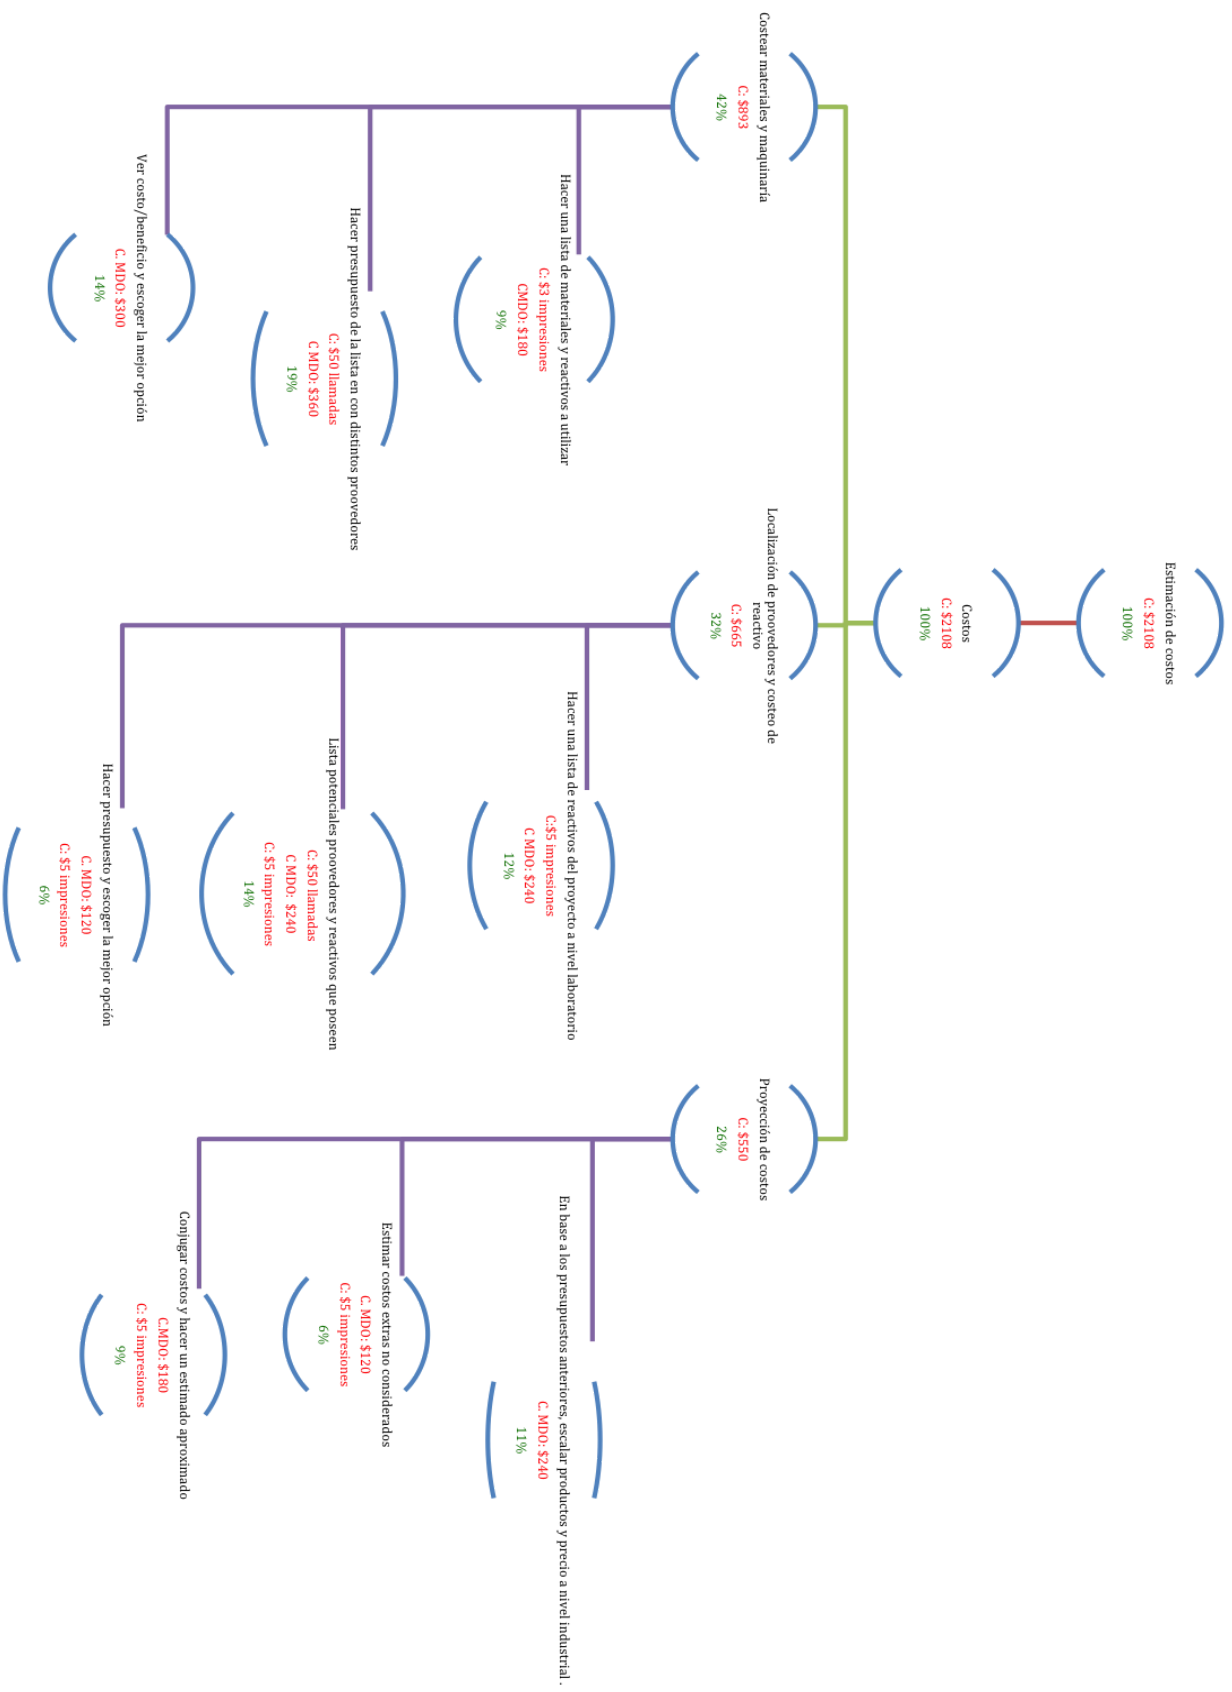 Estimación de costos
C: $2108
100%
Costos
C: $2108
100%
Costear materiales y maquinaría
C: $893
42%
Hacer una lista de materiales y reactivos a utilizar
C: $3 impresiones
CMDO: $180
9%
Hacer presupuesto de la lista en con distintos proovedores
C: $50 llamadas
C MDO: $360
19%
Ver costo/beneficio y escoger la mejor opción
C. MDO: $300
14%
Localización de proovedores y costeo de
reactivo
C: $665
32%
Hacer una lista de reactivos del proyecto a nivel laboratorio
C:$5 impresiones
C MDO: $240
12%
Lista potenciales proovedores y reactivos que poseen
C: $50 llamadas
C MDO: $240
C: $5 impresiones
14%
Hacer presupuesto y escoger la mejor opción
C. MDO: $120
C: $5 impresiones
6%
Proyección de costos
C: $550
26%
En base a los presupuestos anteriores, escalar productos y precio a nivel industrial .
C. MDO: $240
11%
Estimar costos extras no considerados
C. MDO: $120
C: $5 impresiones
6%
Conjugar costos y hacer un estimado aproximado
C.MDO: $180
C: $5 impresiones
9%